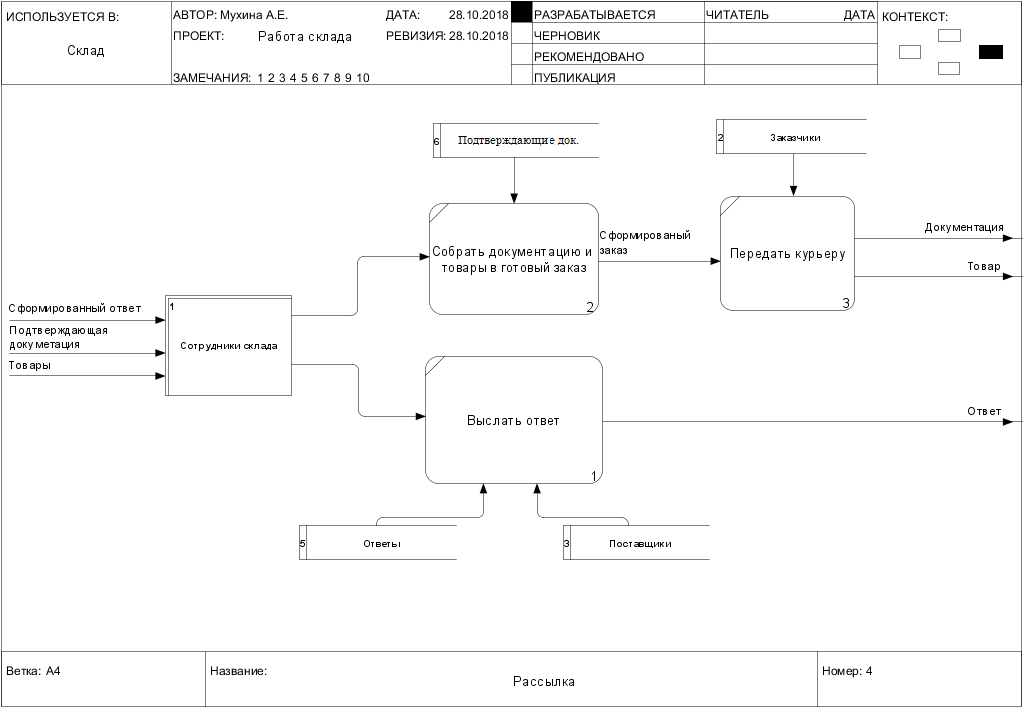 ИСПОЛЬЗУЕТСЯ В:
Склад
АВТОР: Мухина А.Е.
ДАТА: 28.10.2018
ПРОЕКТ: Работа склада
РЕВИЗИЯ: 28.10.2018
ЗАМЕЧАНИЯ: 1 2 3 4 5 6 7 8 9 10
РАЗРАБАТЫВАЕТСЯ
ЧЕРНОВИК
РЕКОМЕНДОВАНО
ПУБЛИКАЦИЯ
ЧИТАТЕЛЬ
ДАТА
КОНТЕКСТ:
6
Подтверждающие док.
2
Заказчики
Собрать документацию и
товары в готовый заказ
2
Сформированый
заказ
Передать курьеру
3
Документация
Товар
Сформированный ответ
Подтверждающая
докуметация
Товары
1
Сотрудники склада
Выслать ответ
1
Ответ
5
Ответы
3
Поставщики
Ветка: A4
Название:
Рассылка
Номер: 4